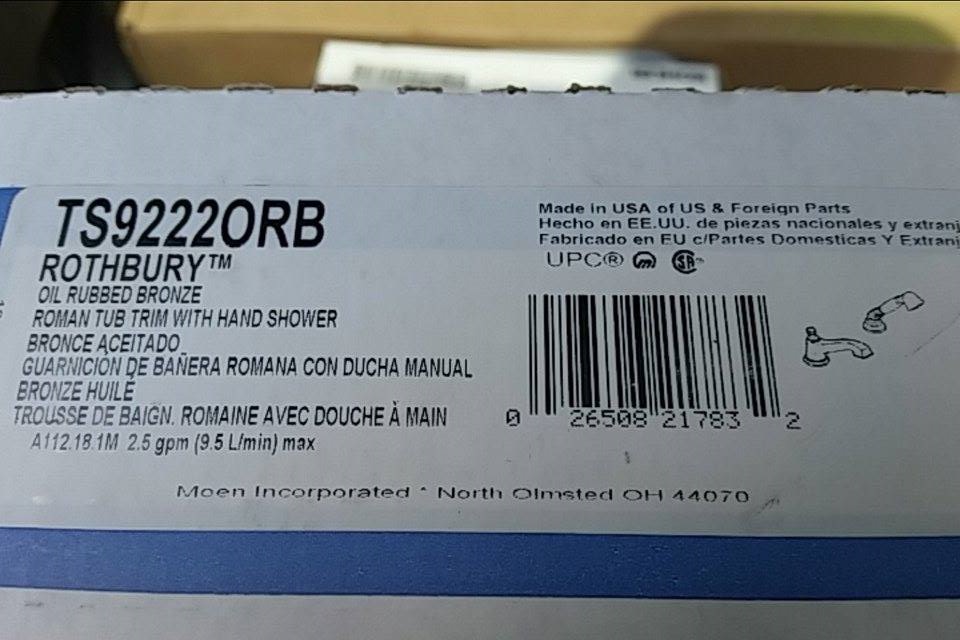 TS9222ORB
ROTHBURY™
OIL RUBBED BRONZE
ROMAN TUB TRIM WITH HAND SHOWER
BRONCE ACEITADO
GUARNICIÓN DE BAÑERA ROMANA CON DUCHA MANUAL
BRONZE HUILÉ
TROUSSE DE BAIGN. ROMAINE AVEC DOUCHE À MAIN
A112.18.1M 2.5 gpm (9.5 L/min) max
Made in USA of US & Foreign Parts
Hecho en EE.UU. de piezas nacionales y extranj
Fabricado en EU c/Partes Domesticas Y Extranj
UPC®
0 26508 21783 2
Moen Incorporated * North Olmsted OH 44070